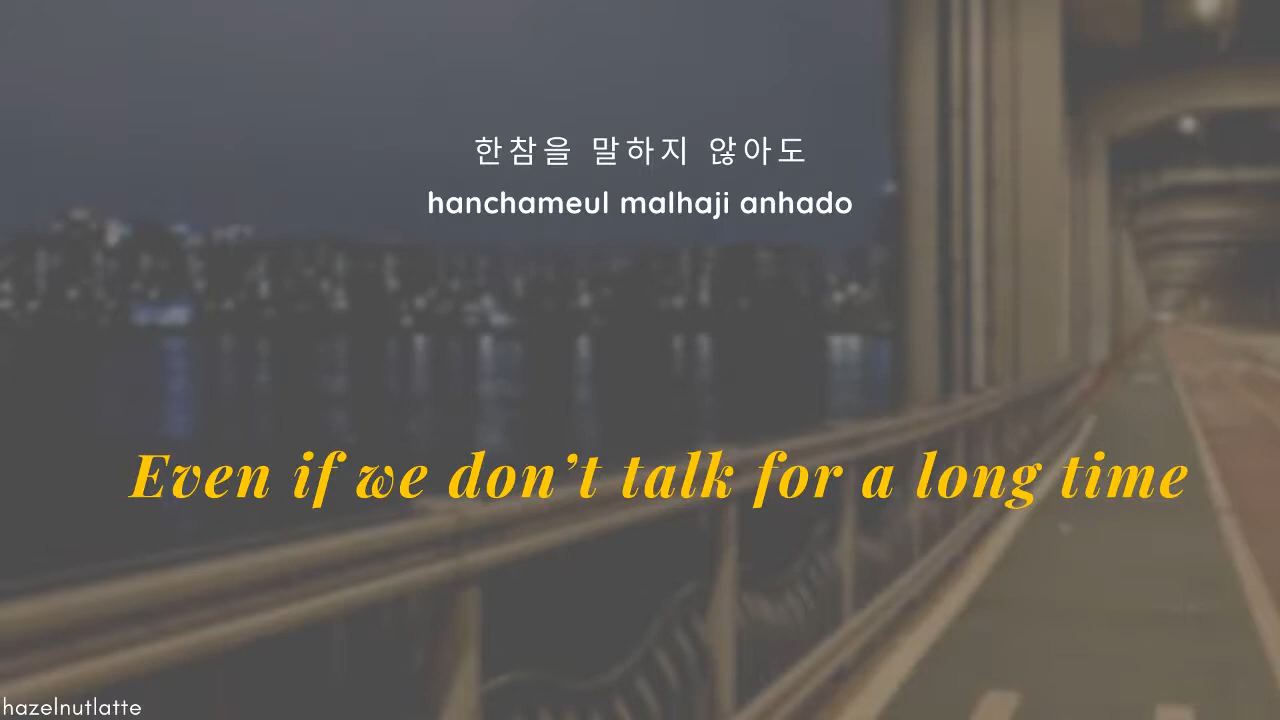 한참을 말하지 않아도
hanchameul malhaji anhado
Even if we don’t talk for a long time
hazelnutlatte